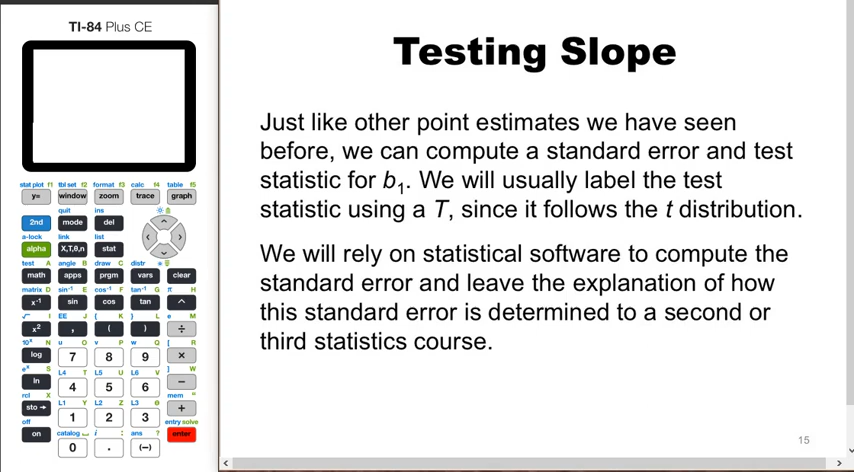 TI-84 Plus CE
stat plot f1 tbl set f2 format f3 calc f4 table f5
y= window zoom trace graph
quit ins
2nd mode del
a-lock link list
alpha X,T,θ,n stat
test A angle B draw C distr
math apps prgm vars clear
matrix D sin⁻¹ E cos⁻¹ F tan⁻¹ G π H
x⁻¹ sin cos tan ^
√ I EE J { K } L e M
x² , ( ) ÷
10ˣ N u O v P w Q [ R
log 7 8 9 ×
eˣ S L4 T L5 U L6 V ] W
ln 4 5 6 −
rcl X L1 Y L2 Z L3 θ mem "
sto→ 1 2 3 +
off catalog i : ans ? entry solve
on 0 . (−) enter
Testing Slope
Just like other point estimates we have seen
before, we can compute a standard error and test
statistic for b₁. We will usually label the test
statistic using a T, since it follows the t distribution.
We will rely on statistical software to compute the
standard error and leave the explanation of how
this standard error is determined to a second or
third statistics course.
15